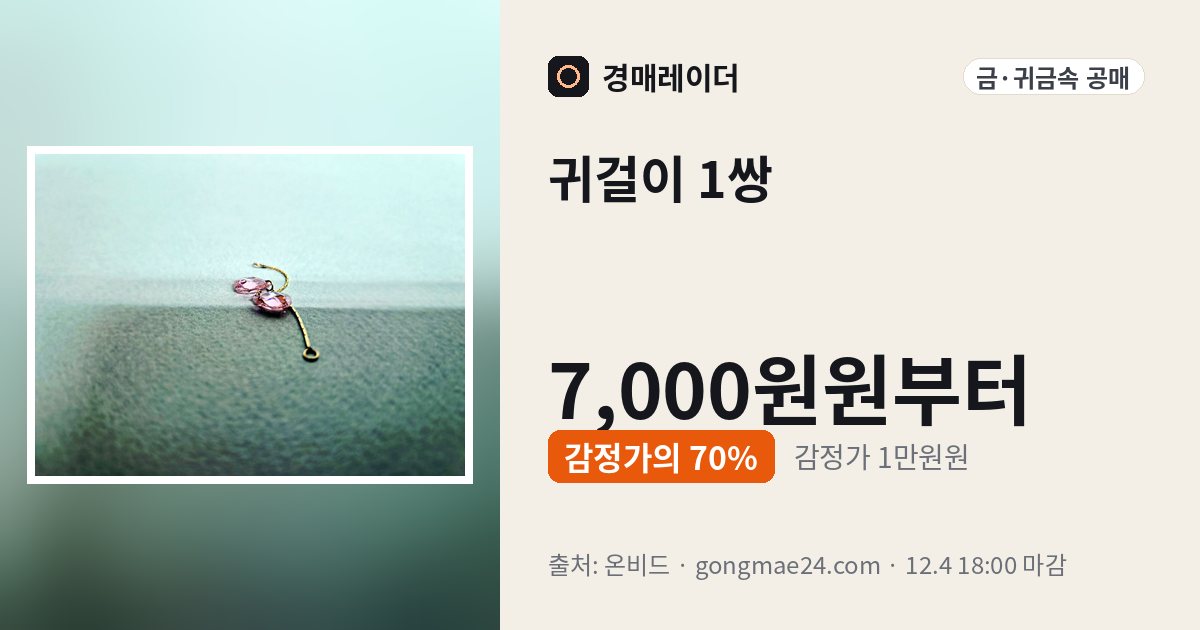 경매레이더
금·귀금속 공매
귀걸이 1쌍
7,000원원부터
감정가의 70%
감정가 1만원원
출처: 온비드 · gongmae24.com · 12.4 18:00 마감